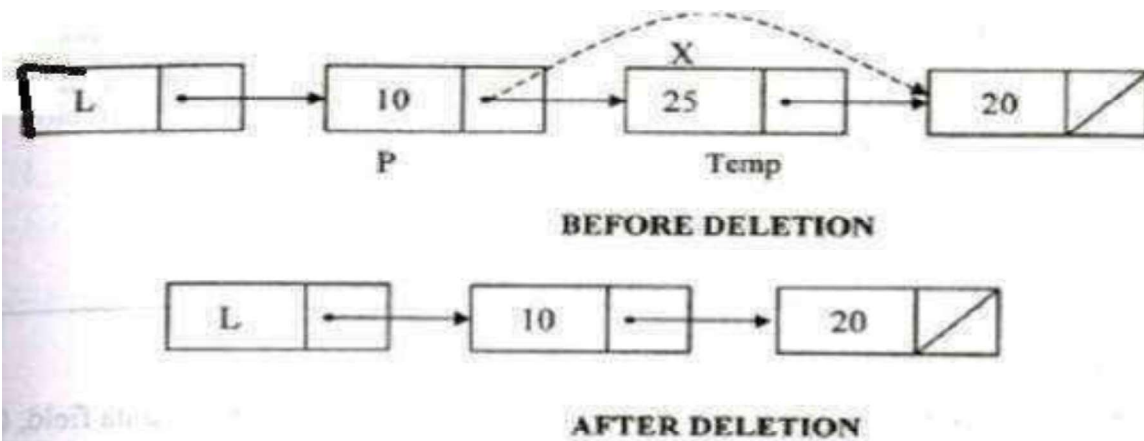 X
L 10 25 20
P Temp
BEFORE DELETION
L 10 20
AFTER DELETION